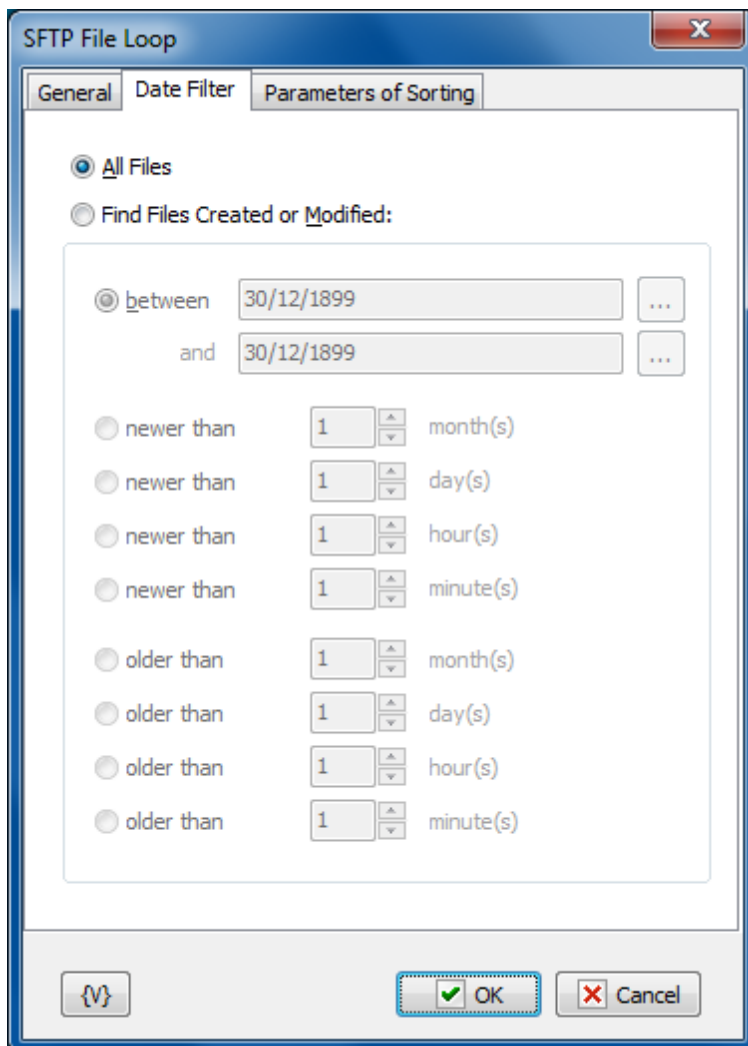 SFTP File Loop
General Date Filter Parameters of Sorting
All Files
Find Files Created or Modified:
between 30/12/1899 ...
and 30/12/1899 ...
newer than 1 month(s)
newer than 1 day(s)
newer than 1 hour(s)
newer than 1 minute(s)
older than 1 month(s)
older than 1 day(s)
older than 1 hour(s)
older than 1 minute(s)
{V} OK Cancel